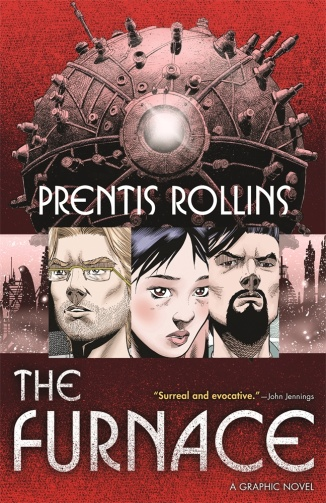 PRENTIS ROLLINS
THE
"Surreal and evocative."—John Jennings
FURNACE
A GRAPHIC NOVEL